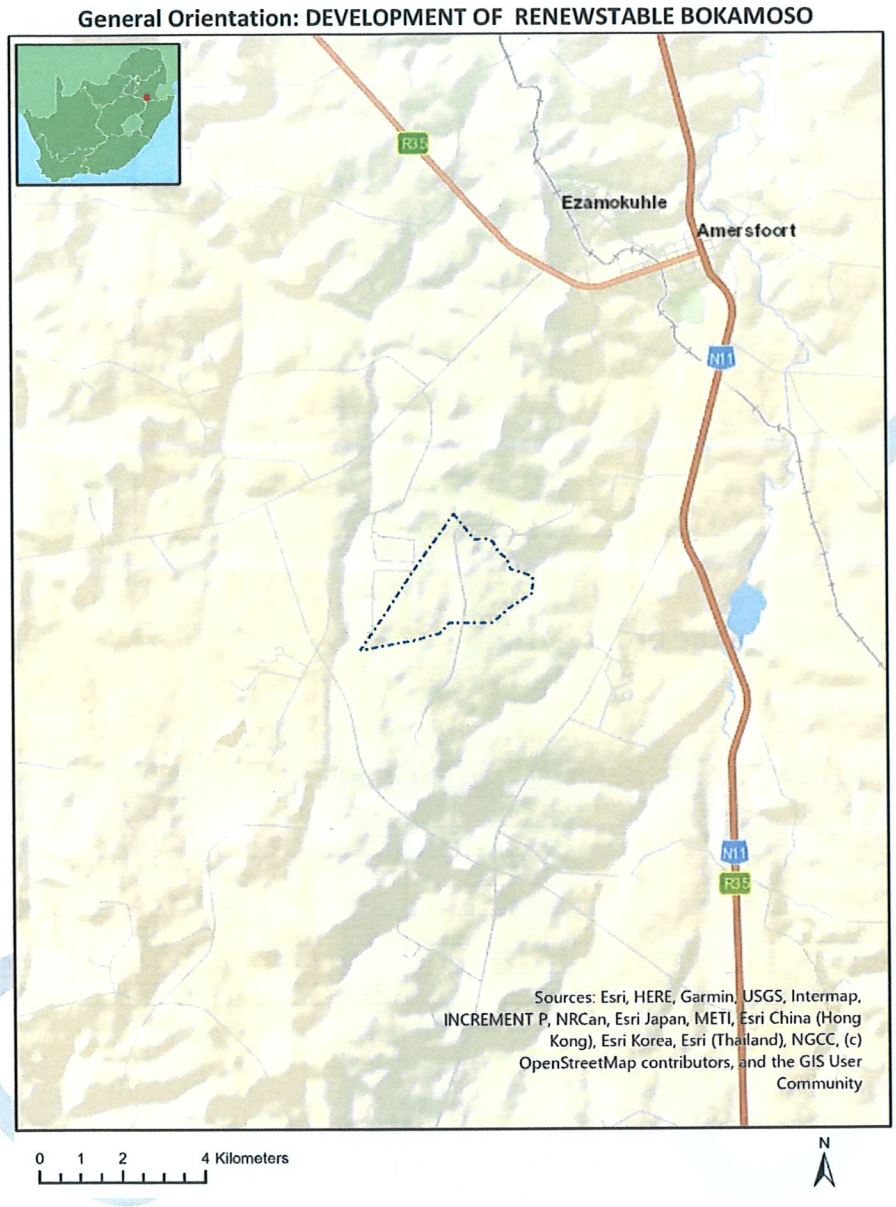 General Orientation: DEVELOPMENT OF RENEWSTABLE BOKAMOSO
R35
Ezamokuhle
Amersfoort
N11
N11
R35
Sources: Esri, HERE, Garmin, USGS, Intermap,
INCREMENT P, NRCan, Esri Japan, METI, Esri China (Hong
Kong), Esri Korea, Esri (Thailand), NGCC, (c)
OpenStreetMap contributors, and the GIS User
Community
0 1 2 4 Kilometers
N